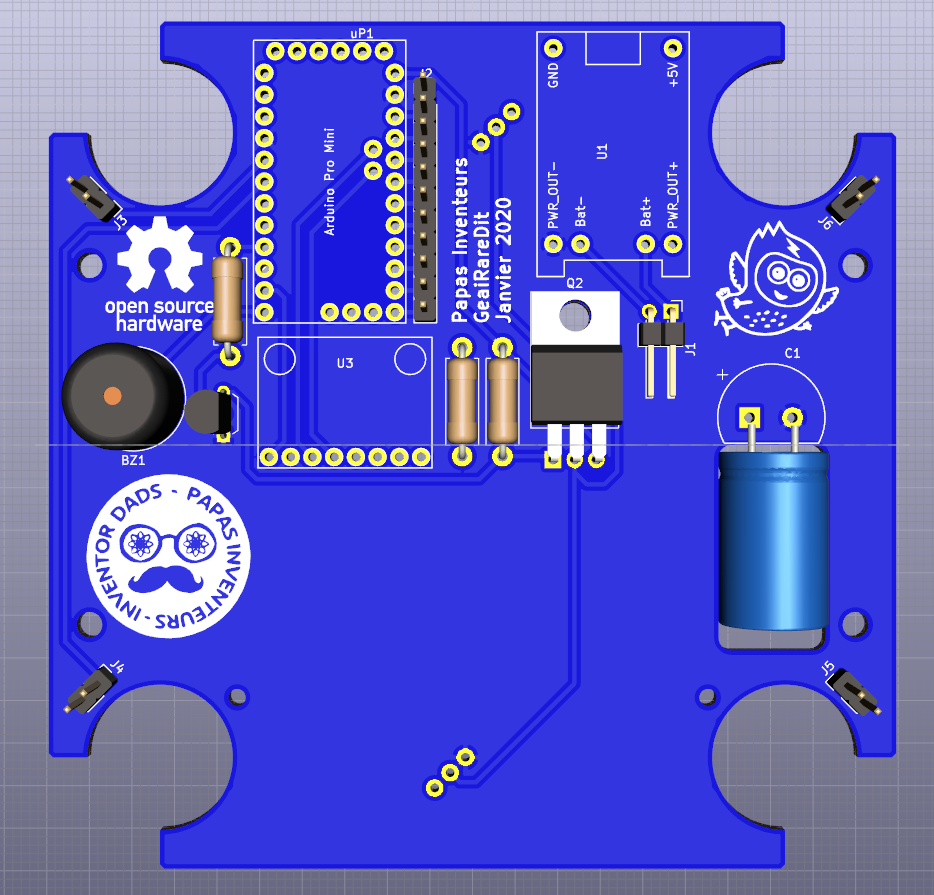 uP1
J2
Arduino Pro Mini
GND
+5V
U1
PWR_OUT-
Bat-
Bat+
PWR_OUT+
J3
J6
open source
hardware
Papas Inventeurs
GeaiRareDit
Janvier 2020
Q2
J1
U3
C1
+
BZ1
INVENTOR DADS - PAPAS INVENTEURS -
J4
J5